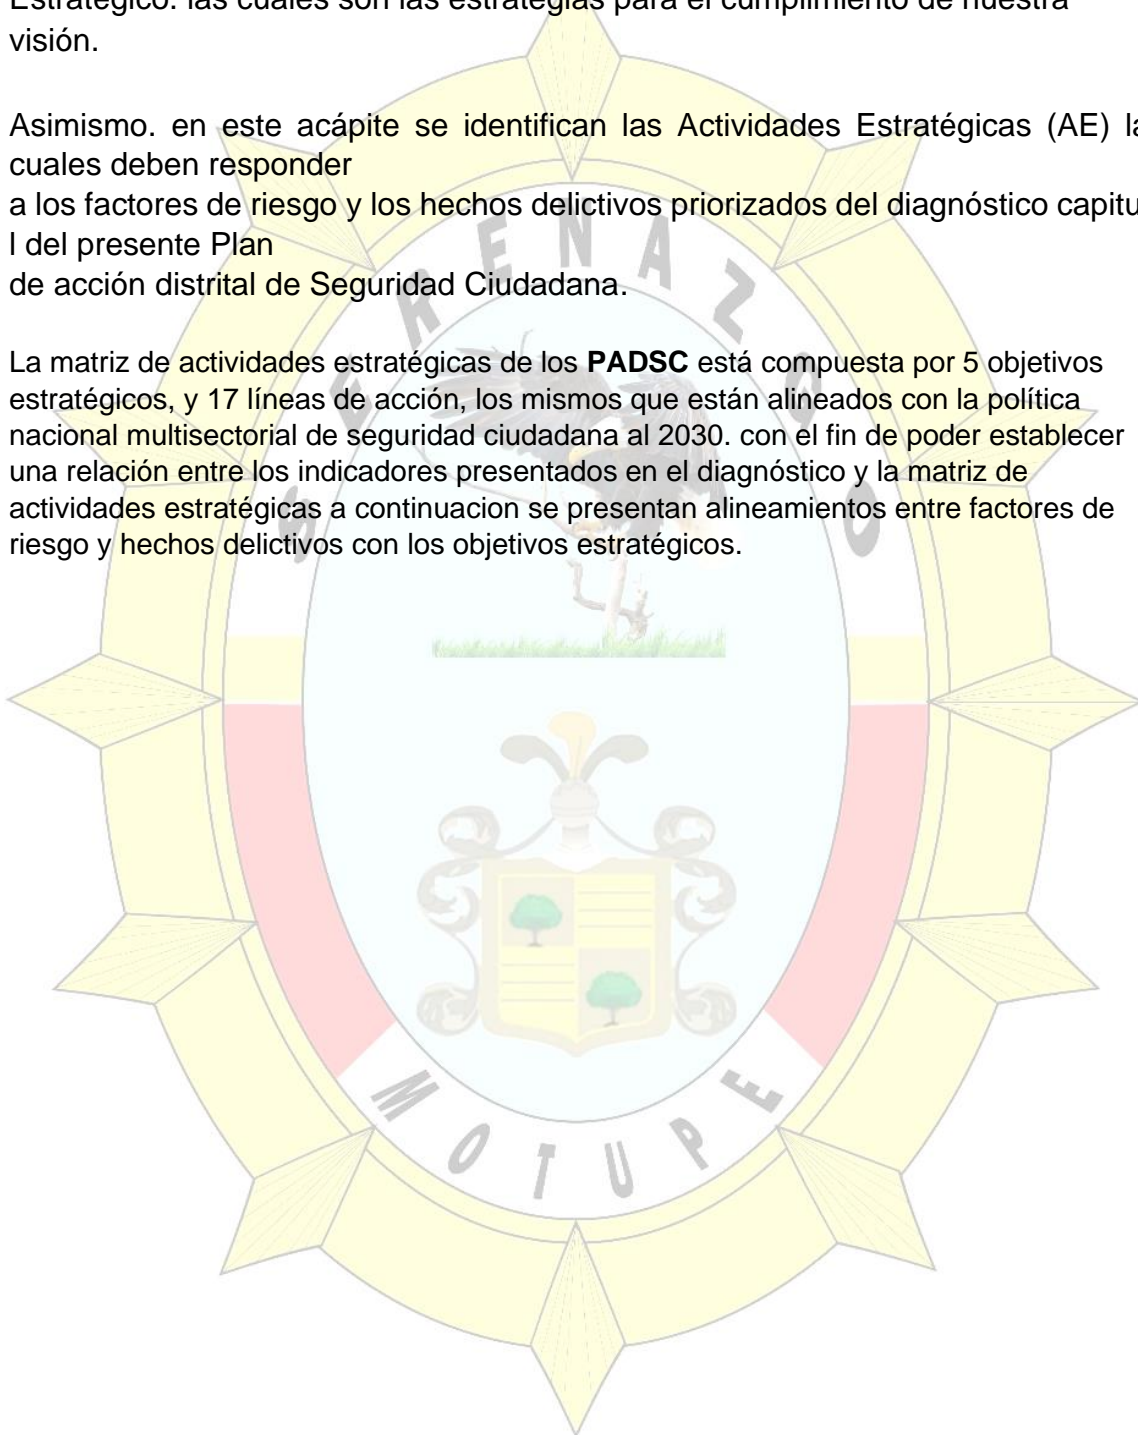 Estratégico. las cuales son las estrategias para el cumplimiento de nuestra
visión.
Asimismo. en este acápite se identifican las Actividades Estratégicas (AE) la
cuales deben responder
a los factores de riesgo y los hechos delictivos priorizados del diagnóstico capitu
I del presente Plan
de acción distrital de Seguridad Ciudadana.
La matriz de actividades estratégicas de los PADSC está compuesta por 5 objetivos
estratégicos, y 17 líneas de acción, los mismos que están alineados con la política
nacional multisectorial de seguridad ciudadana al 2030. con el fin de poder establecer
una relación entre los indicadores presentados en el diagnóstico y la matriz de
actividades estratégicas a continuacion se presentan alineamientos entre factores de
riesgo y hechos delictivos con los objetivos estratégicos.
SERENAZGO
MOTUPE